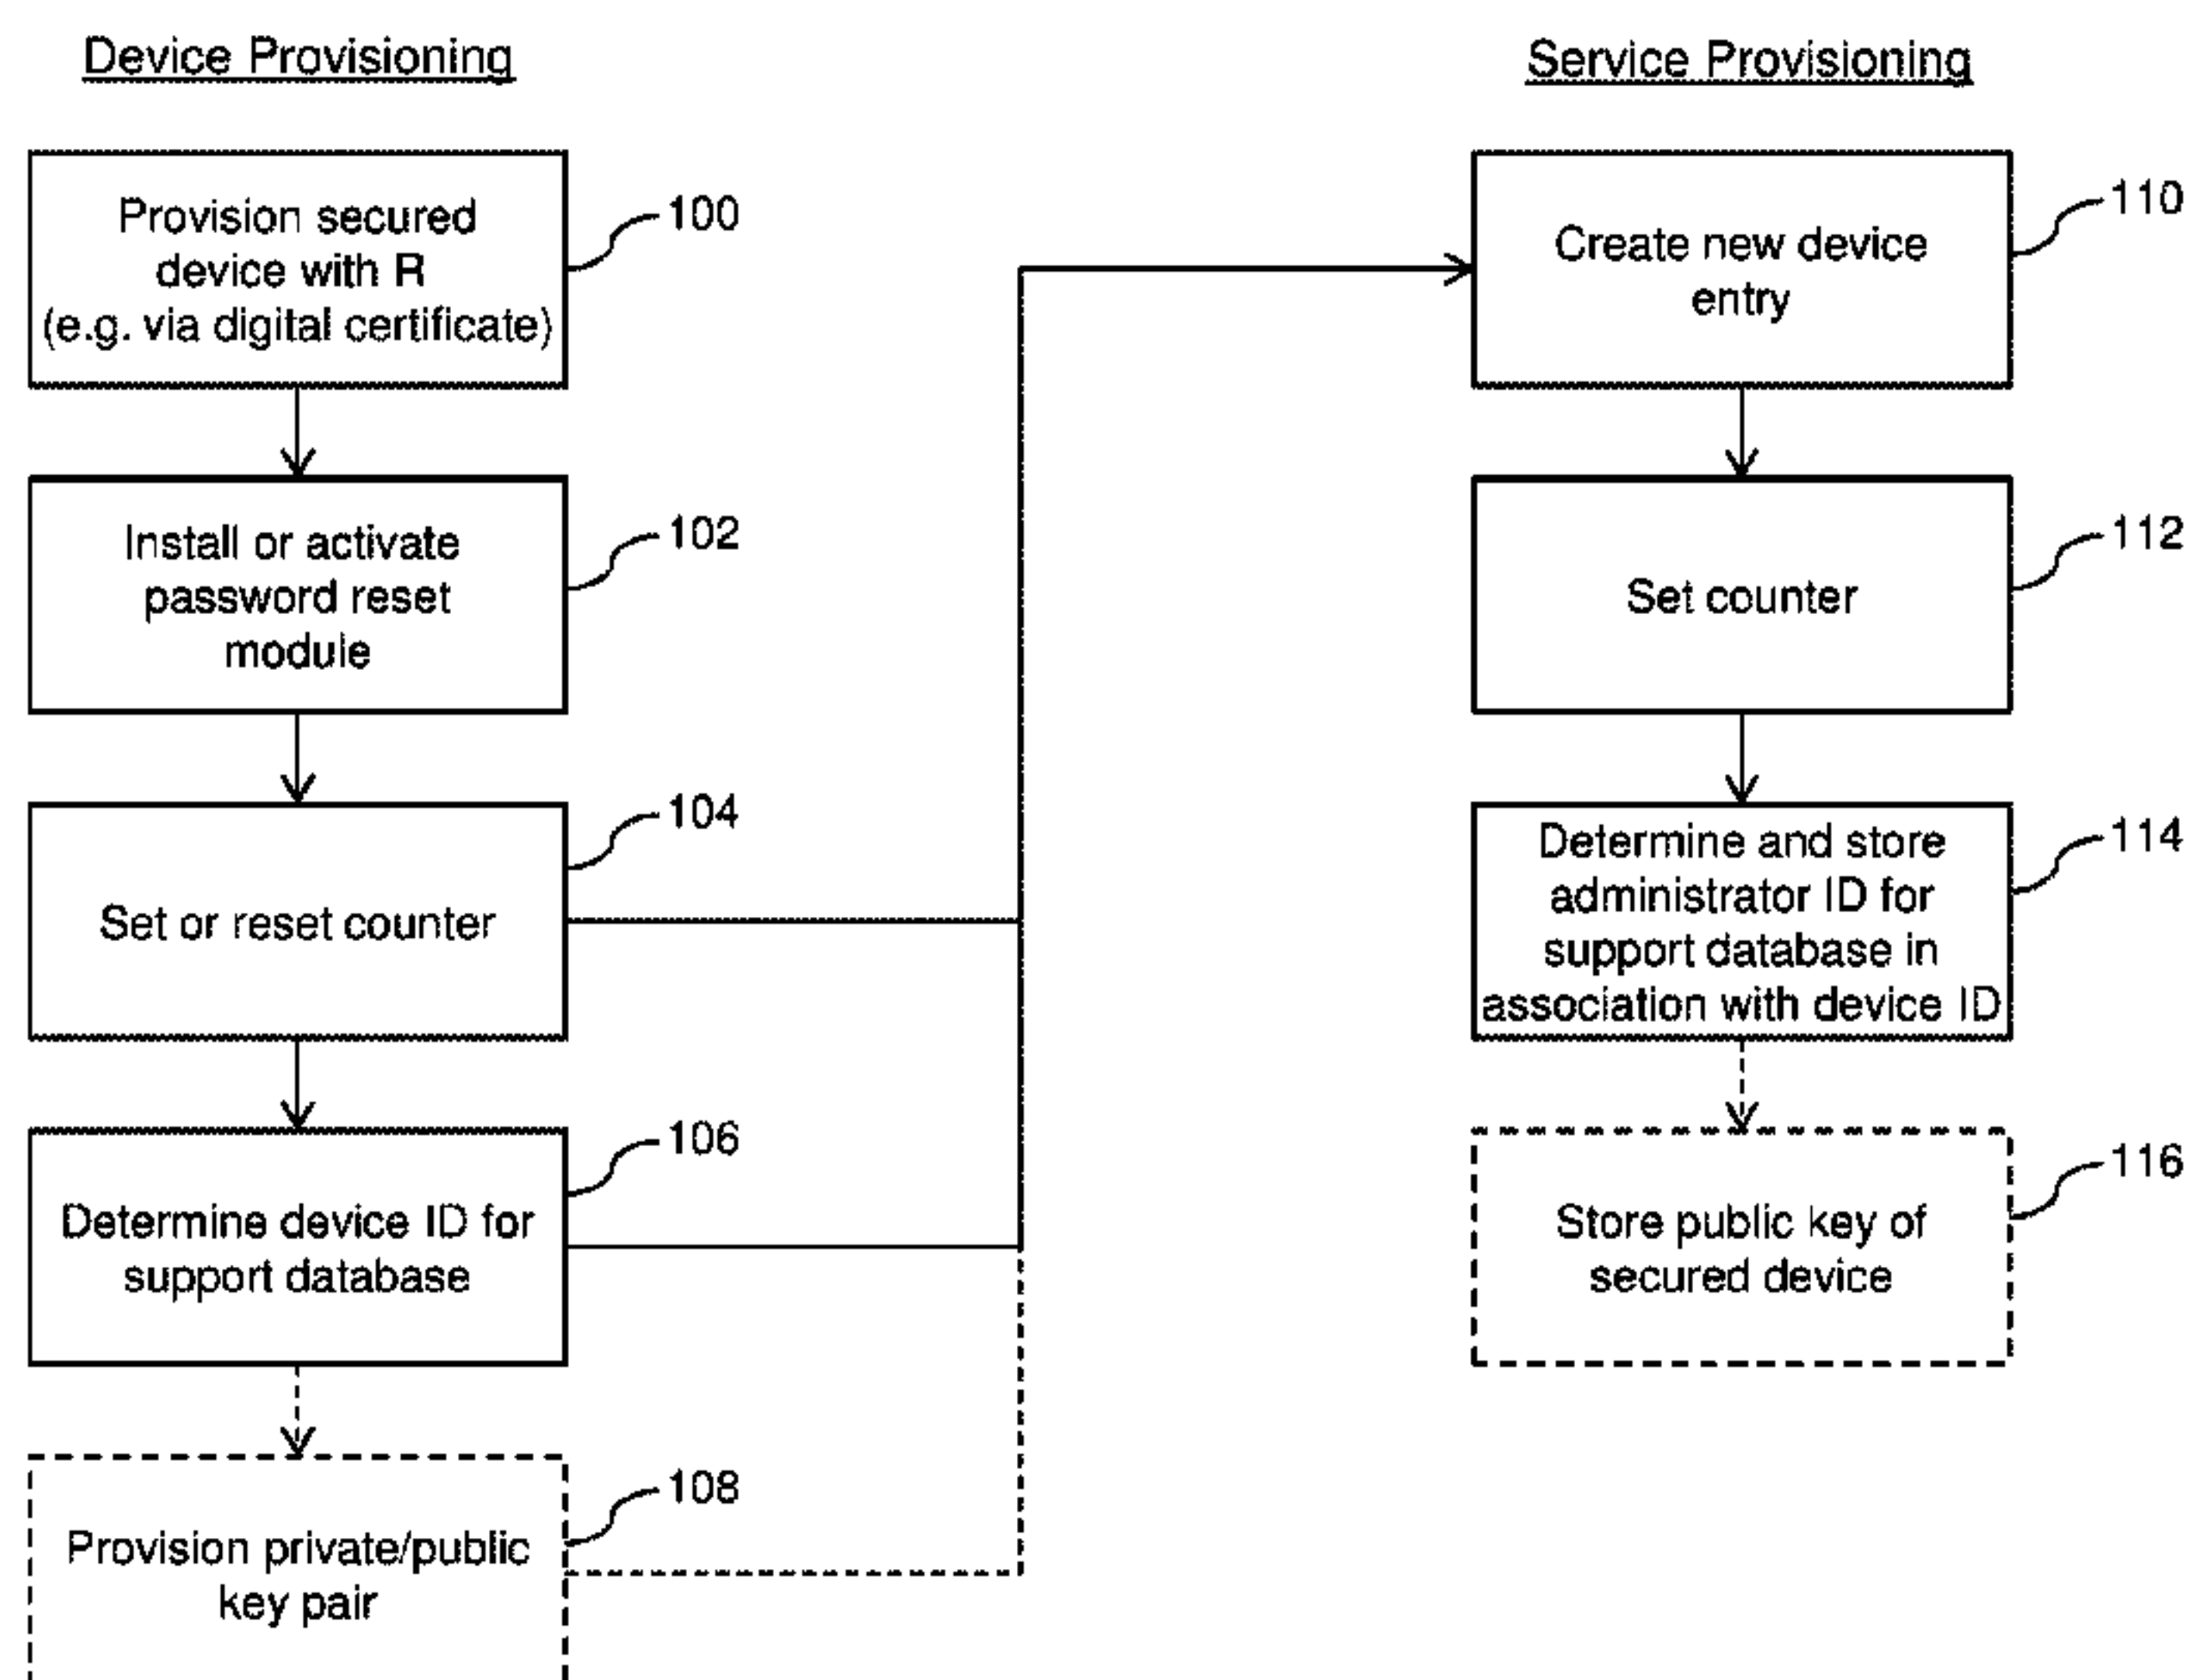 Device Provisioning
Provision secured
device with R
(e.g. via digital certificate)
100
Install or activate
password reset
module
102
Set or reset counter
104
Determine device ID for
support database
106
Provision private/public
key pair
108
Service Provisioning
Create new device
entry
110
Set counter
112
Determine and store
administrator ID for
support database in
association with device ID
114
Store public key of
secured device
116